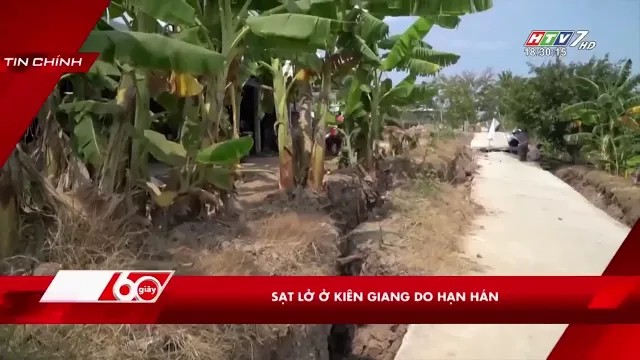 TIN CHÍNH
HTV7 HD
18:30:15
60 giây
SẠT LỞ Ở KIÊN GIANG DO HẠN HÁN